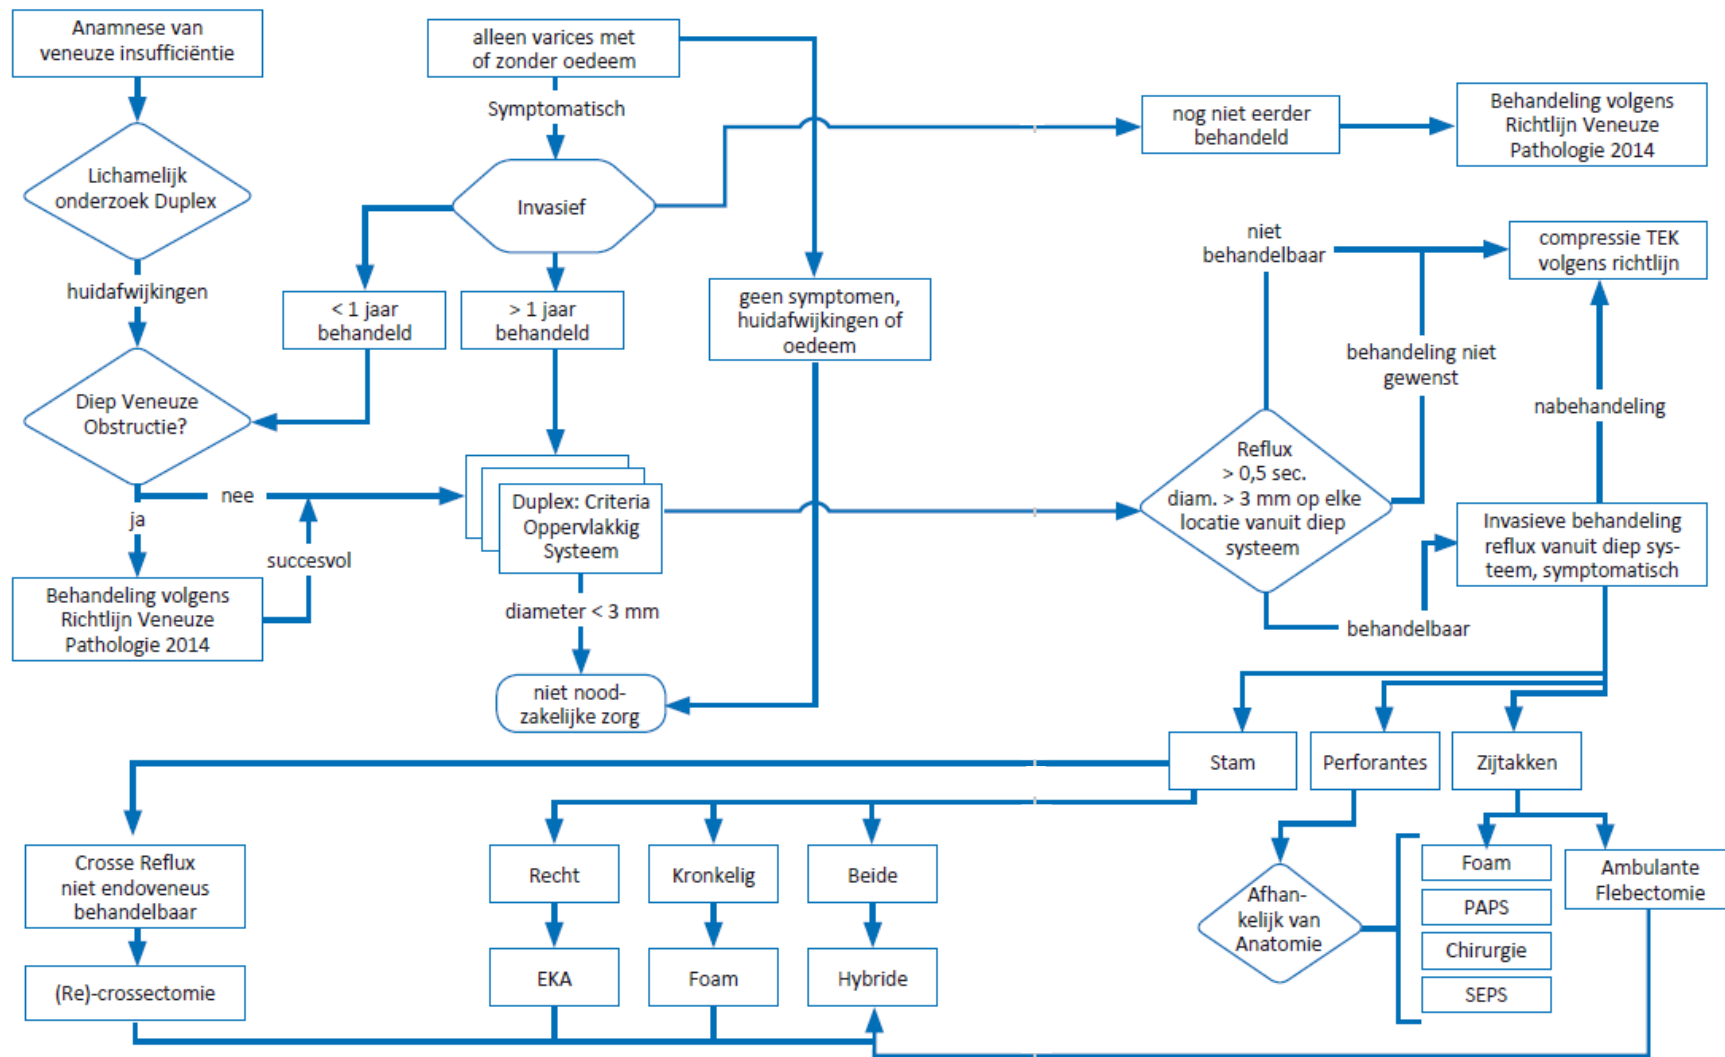 Anamnese van
veneuze insufficiëntie
alleen varices met
of zonder oedeem
Symptomatisch
nog niet eerder
behandeld
Behandeling volgens
Richtlijn Veneuze
Pathologie 2014
Lichamelijk
onderzoek Duplex
Invasief
niet
behandelbaar
compressie TEK
volgens richtlijn
huidafwijkingen
< 1 jaar
behandeld
> 1 jaar
behandeld
geen symptomen,
huidafwijkingen of
oedeem
behandeling niet
gewenst
nabehandeling
Diep Veneuze
Obstructie?
Reflux
> 0,5 sec.
diam. > 3 mm op elke
locatie vanuit diep
systeem
nee
ja
succesvol
Duplex: Criteria
Oppervlakkig
Systeem
Invasieve behandeling
reflux vanuit diep sys-
teem, symptomatisch
Behandeling volgens
Richtlijn Veneuze
Pathologie 2014
diameter < 3 mm
behandelbaar
niet nood-
zakelijke zorg
Stam
Perforantes
Zijtakken
Crosse Reflux
niet endoveneus
behandelbaar
Recht
Kronkelig
Beide
Afhan-
kelijk van
Anatomie
Foam
PAPS
Chirurgie
SEPS
Ambulante
Flebectomie
(Re)-crossectomie
EKA
Foam
Hybride